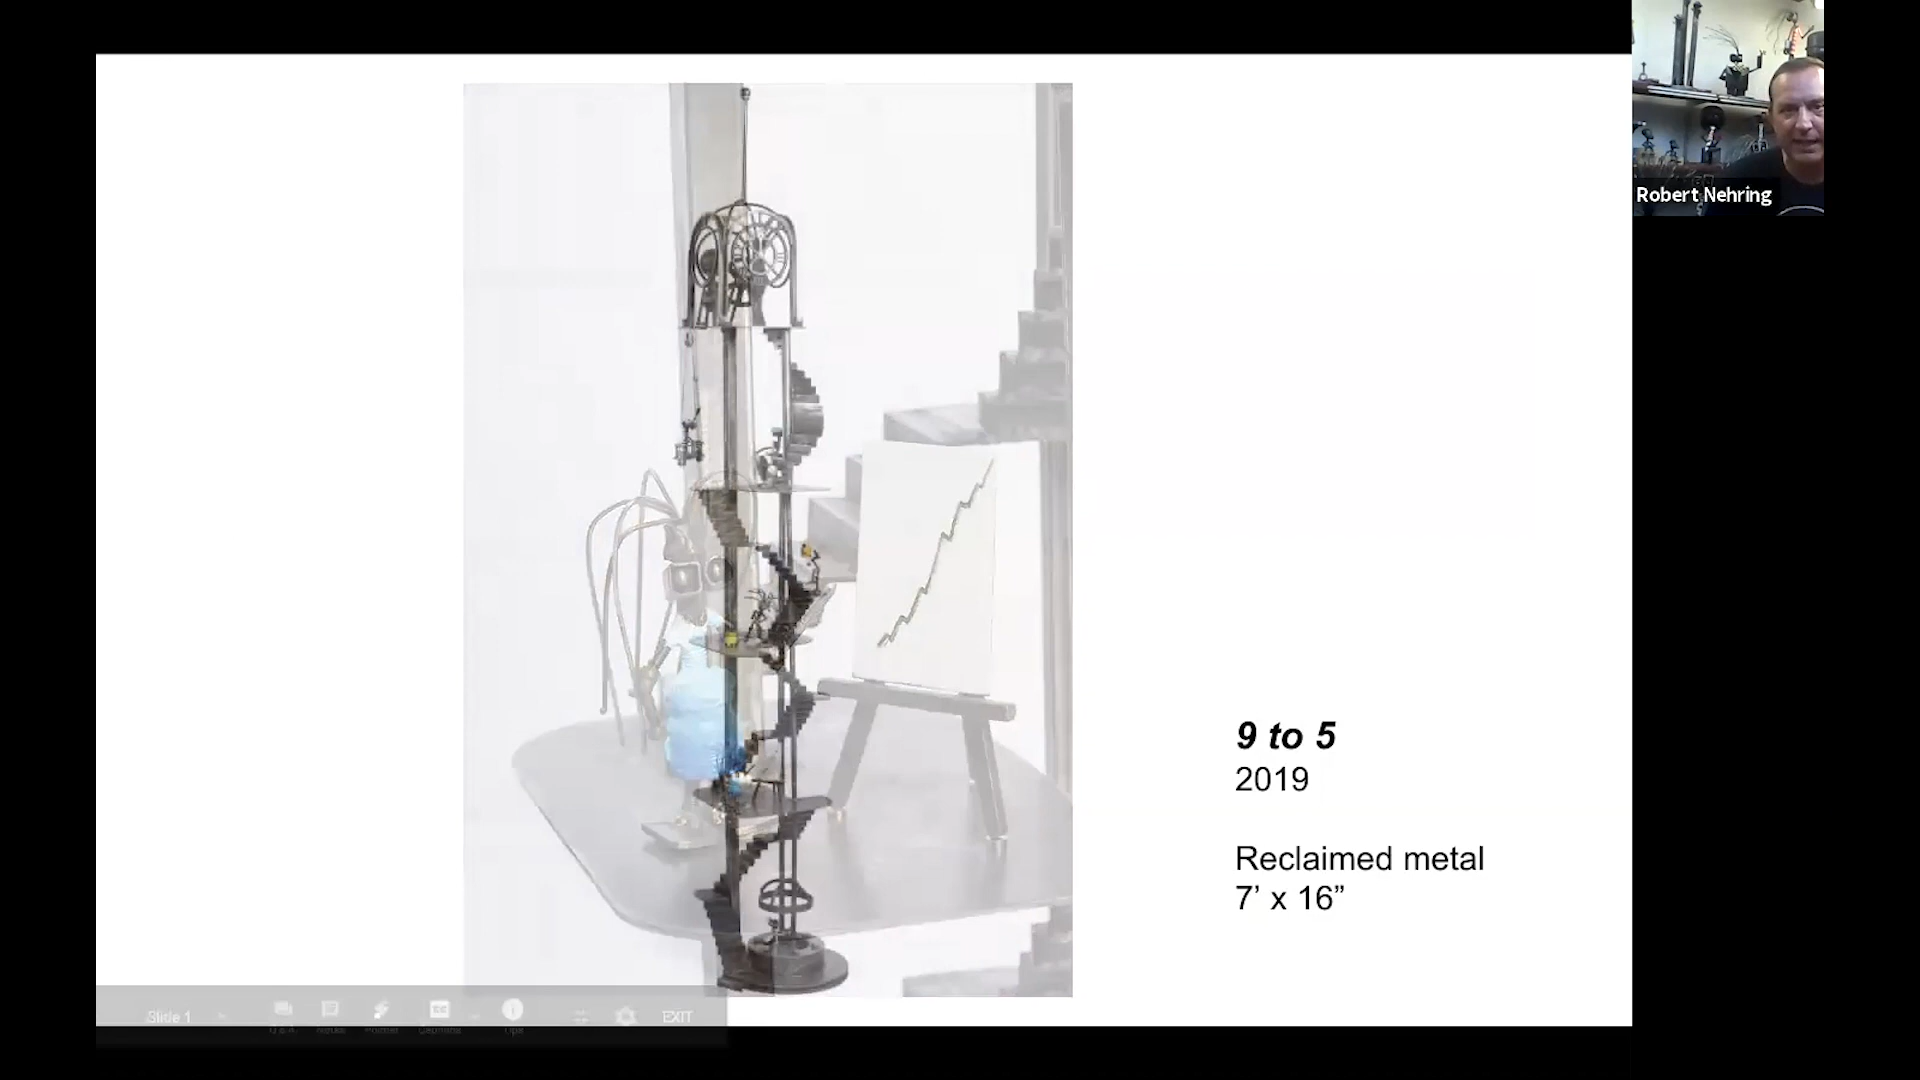 Robert Nehring
9 to 5
2019
Reclaimed metal
7’ x 16”
Slide 1
EXIT